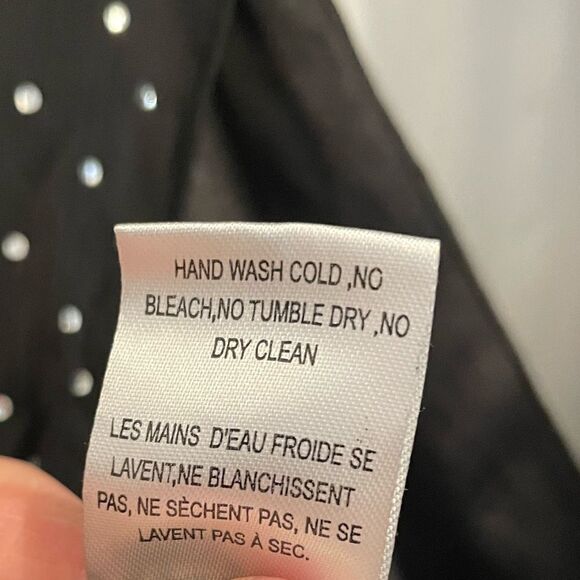 HAND WASH COLD ,NO
BLEACH,NO TUMBLE DRY ,NO
DRY CLEAN
LES MAINS D'EAU FROIDE SE
LAVENT,NE BLANCHISSENT
PAS, NE SÈCHENT PAS, NE SE
LAVENT PAS À SEC.